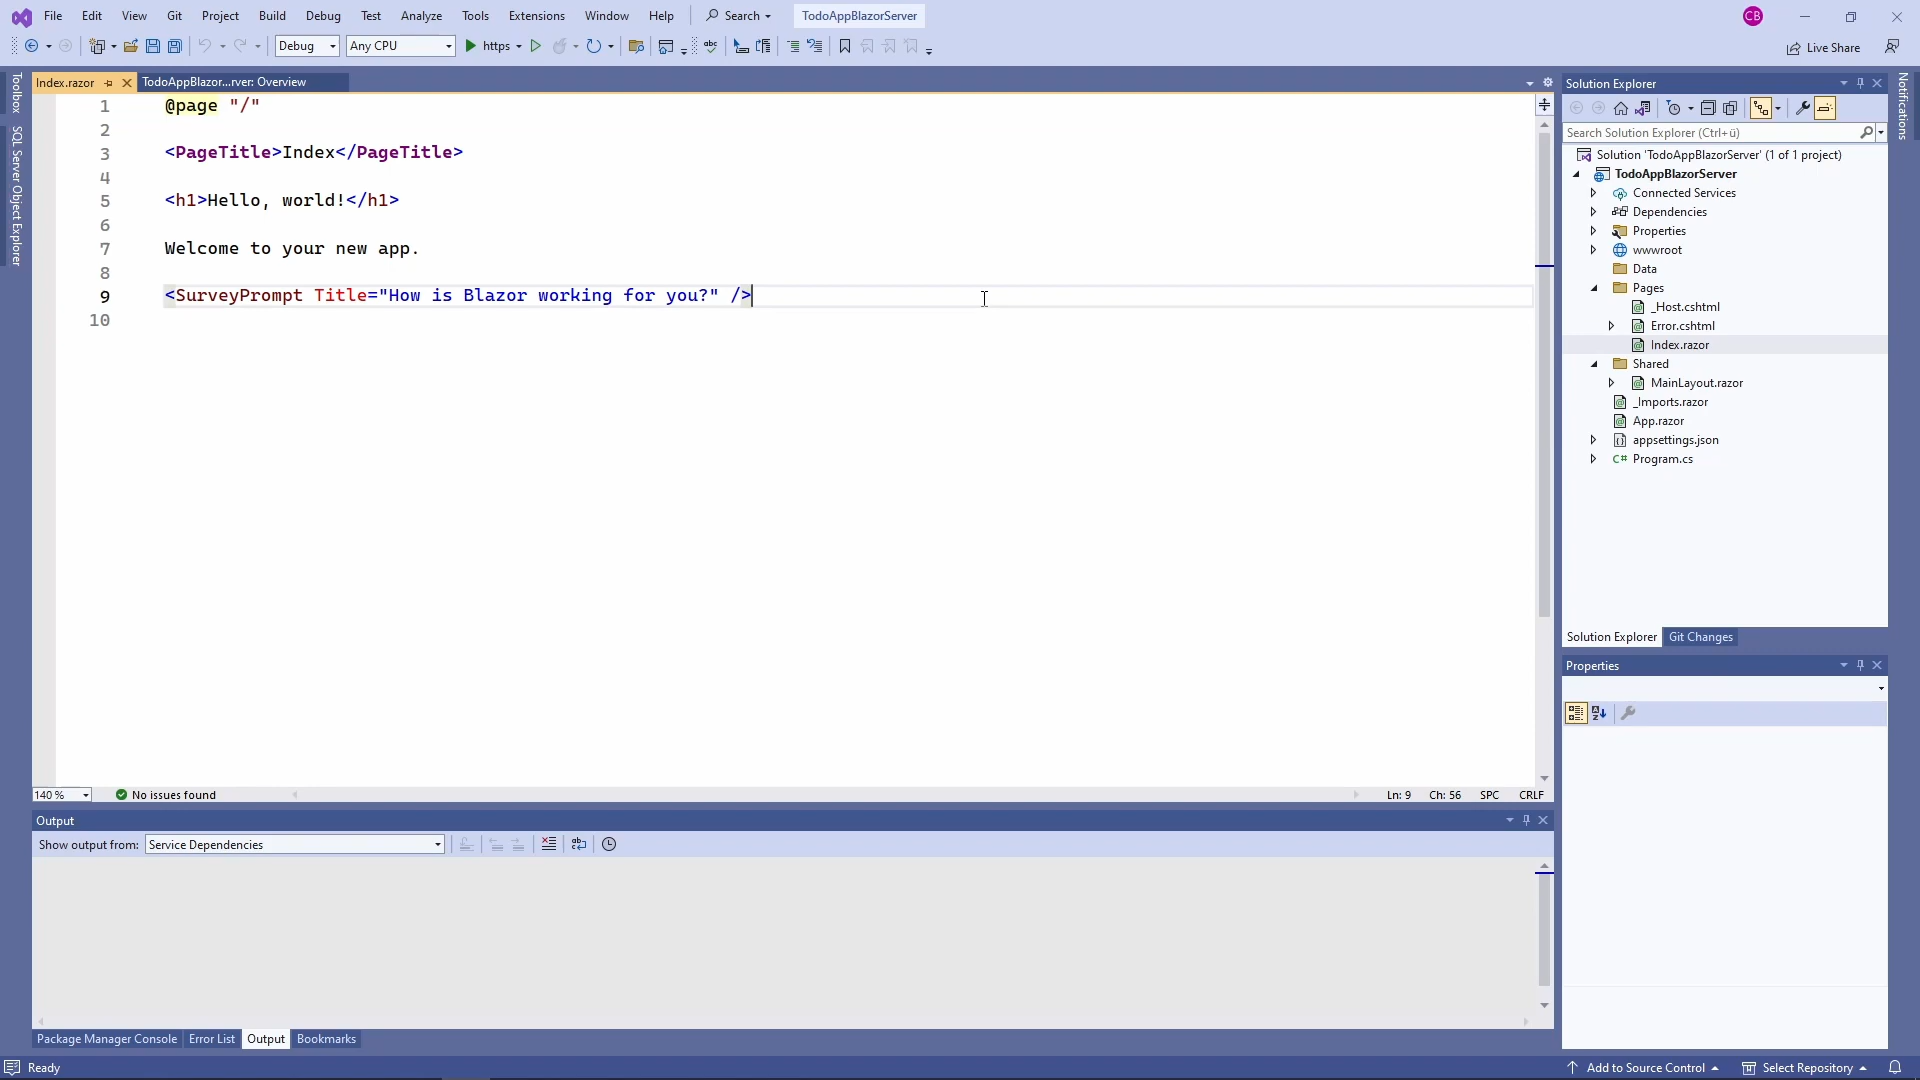 File Edit View Git Project Build Debug Test Analyze Tools Extensions Window Help Search TodoAppBlazorServer CB
Debug Any CPU https Live Share
Toolbox
SQL Server Object Explorer
Index.razor TodoAppBlazor...rver: Overview
1 @page "/"
2
3 <PageTitle>Index</PageTitle>
4
5 <h1>Hello, world!</h1>
6
7 Welcome to your new app.
8
9 <SurveyPrompt Title="How is Blazor working for you?" />
10
140 % No issues found Ln: 9 Ch: 56 SPC CRLF
Output
Show output from: Service Dependencies
Package Manager Console Error List Output Bookmarks
Solution Explorer
Search Solution Explorer (Ctrl+ü)
Solution 'TodoAppBlazorServer' (1 of 1 project)
TodoAppBlazorServer
Connected Services
Dependencies
Properties
wwwroot
Data
Pages
_Host.cshtml
Error.cshtml
Index.razor
Shared
MainLayout.razor
_Imports.razor
App.razor
appsettings.json
C# Program.cs
Solution Explorer Git Changes
Properties
Notifications
Ready Add to Source Control Select Repository